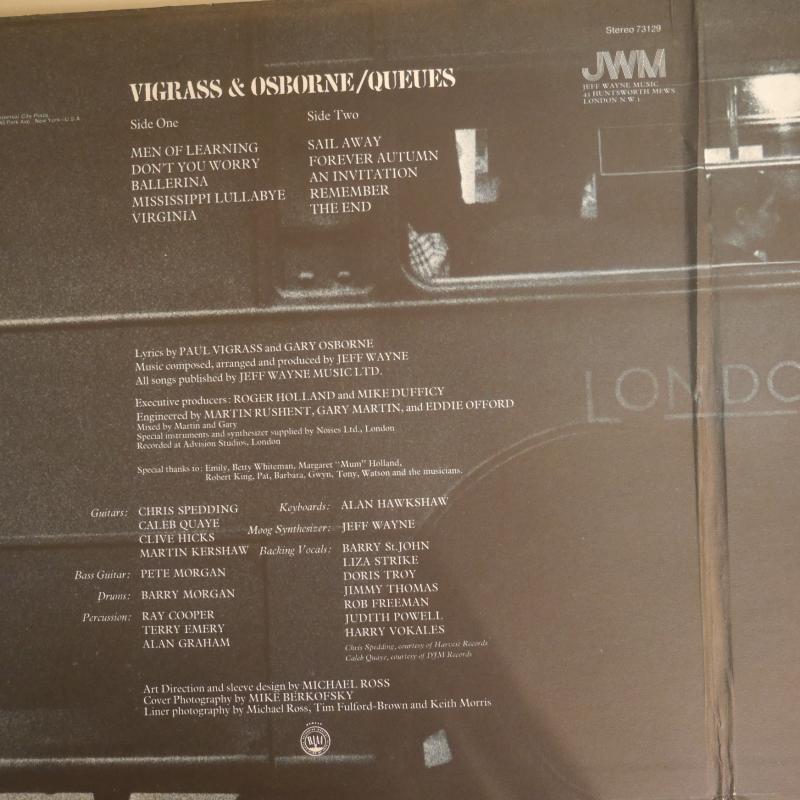 Stereo 73129
JWM
JEFF WAYNE MUSIC
43 HUNTSWORTH MEWS
LONDON N.W.1
VIGRASS & OSBORNE/QUEUES
Universal City Plaza,
Park Ave. New York-U.S.A.
Side One
MEN OF LEARNING
DON'T YOU WORRY
BALLERINA
MISSISSIPPI LULLABYE
VIRGINIA
Side Two
SAIL AWAY
FOREVER AUTUMN
AN INVITATION
REMEMBER
THE END
Lyrics by PAUL VIGRASS and GARY OSBORNE
Music composed, arranged and produced by JEFF WAYNE
All songs published by JEFF WAYNE MUSIC LTD.
Executive producers: ROGER HOLLAND and MIKE DUFFICY
Engineered by MARTIN RUSHENT, GARY MARTIN, and EDDIE OFFORD
Mixed by Martin and Gary
Special instruments and synthesizer supplied by Noises Ltd., London
Recorded at Advision Studios, London
LONDO
Special thanks to: Emily, Betty Whiteman, Margaret "Mum" Holland,
Robert King, Pat, Barbara, Gwyn, Tony, Watson and the musicians.
Guitars: CHRIS SPEDDING
CALEB QUAYE
CLIVE HICKS
MARTIN KERSHAW
Bass Guitar: PETE MORGAN
Drums: BARRY MORGAN
Percussion: RAY COOPER
TERRY EMERY
ALAN GRAHAM
Keyboards: ALAN HAWKSHAW
Moog Synthesizer: JEFF WAYNE
Backing Vocals: BARRY St.JOHN
LIZA STRIKE
DORIS TROY
JIMMY THOMAS
ROB FREEMAN
JUDITH POWELL
HARRY VOKALES
Chris Spedding, courtesy of Harvest Records
Caleb Quaye, courtesy of DJM Records
Art Direction and sleeve design by MICHAEL ROSS
Cover Photography by MIKE BERKOFSKY
Liner photography by Michael Ross, Tim Fulford-Brown and Keith Morris